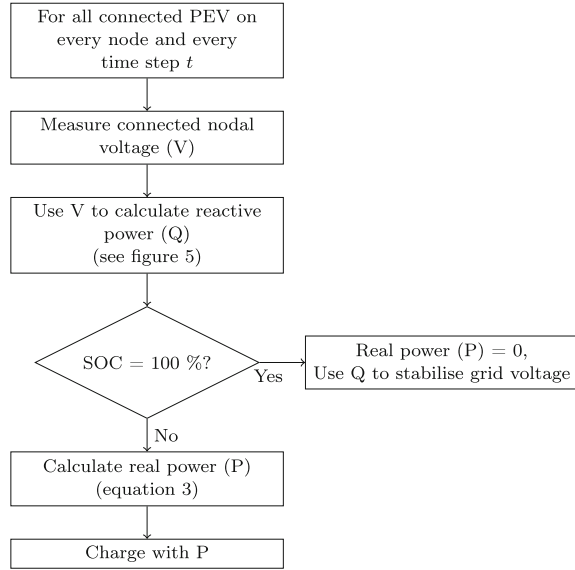 For all connected PEV on
every node and every
time step t
Measure connected nodal
voltage (V)
Use V to calculate reactive
power (Q)
(see figure 5)
SOC = 100 %?
Yes
Real power (P) = 0,
Use Q to stabilise grid voltage
No
Calculate real power (P)
(equation 3)
Charge with P